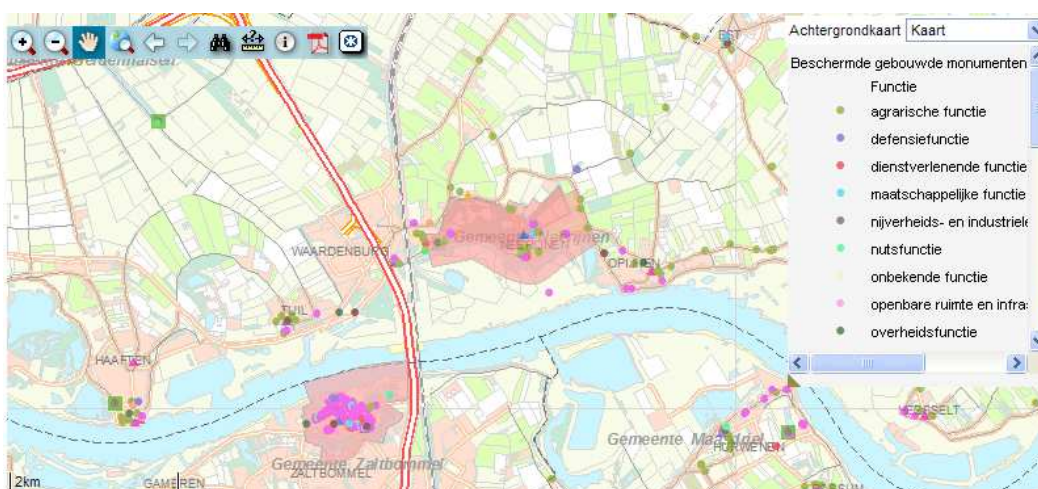 Achtergrondkaart Kaart
Beschermde gebouwde monumenten
Functie
agrarische functie
defensiefunctie
dienstverlenende functie
maatschappelijke functie
nijverheids- en industriele
nutsfunctie
onbekende functie
openbare ruimte en infra
overheidsfunctie
EST
WAARDENBURG
OPIJNEN
TUIL
HAAFTEN
Gemeente Maasdriel
HURWENEN
Gemeente Zaltbommel
ZALTBOMMEL
GAMEREN
2km